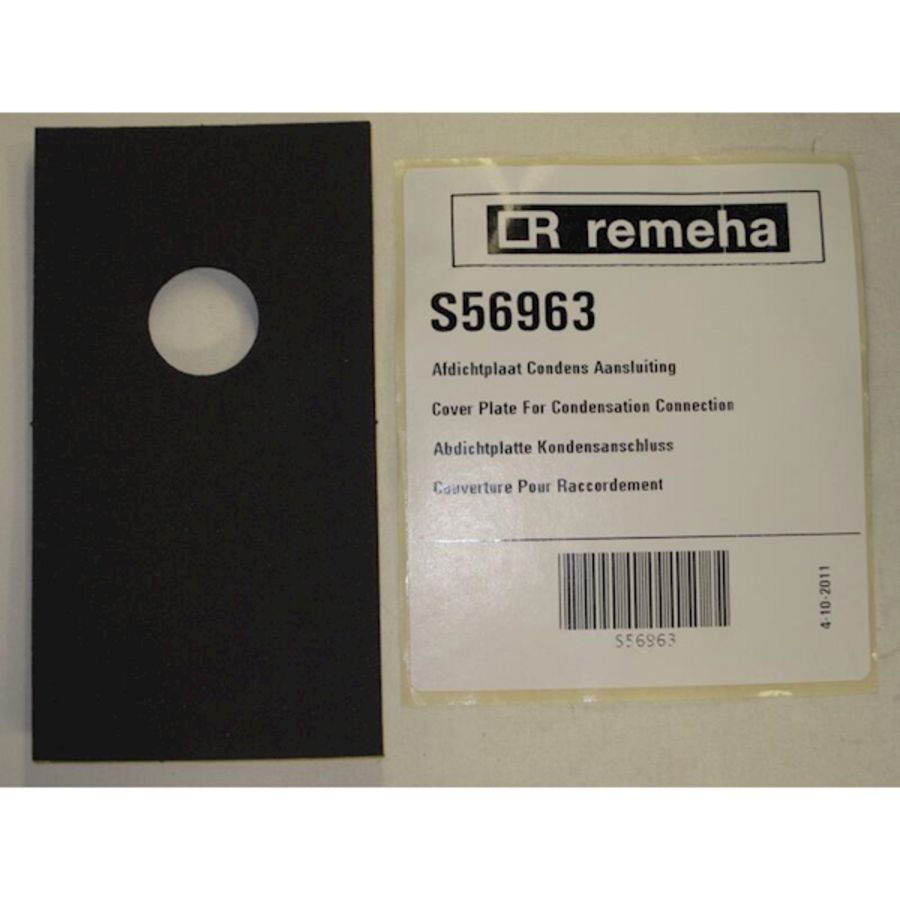 remeha
S56963
Afdichtplaat Condens Aansluiting
Cover Plate For Condensation Connection
Abdichtplatte Kondensanschluss
Couverture Pour Raccordement
S56963
4-10-2011